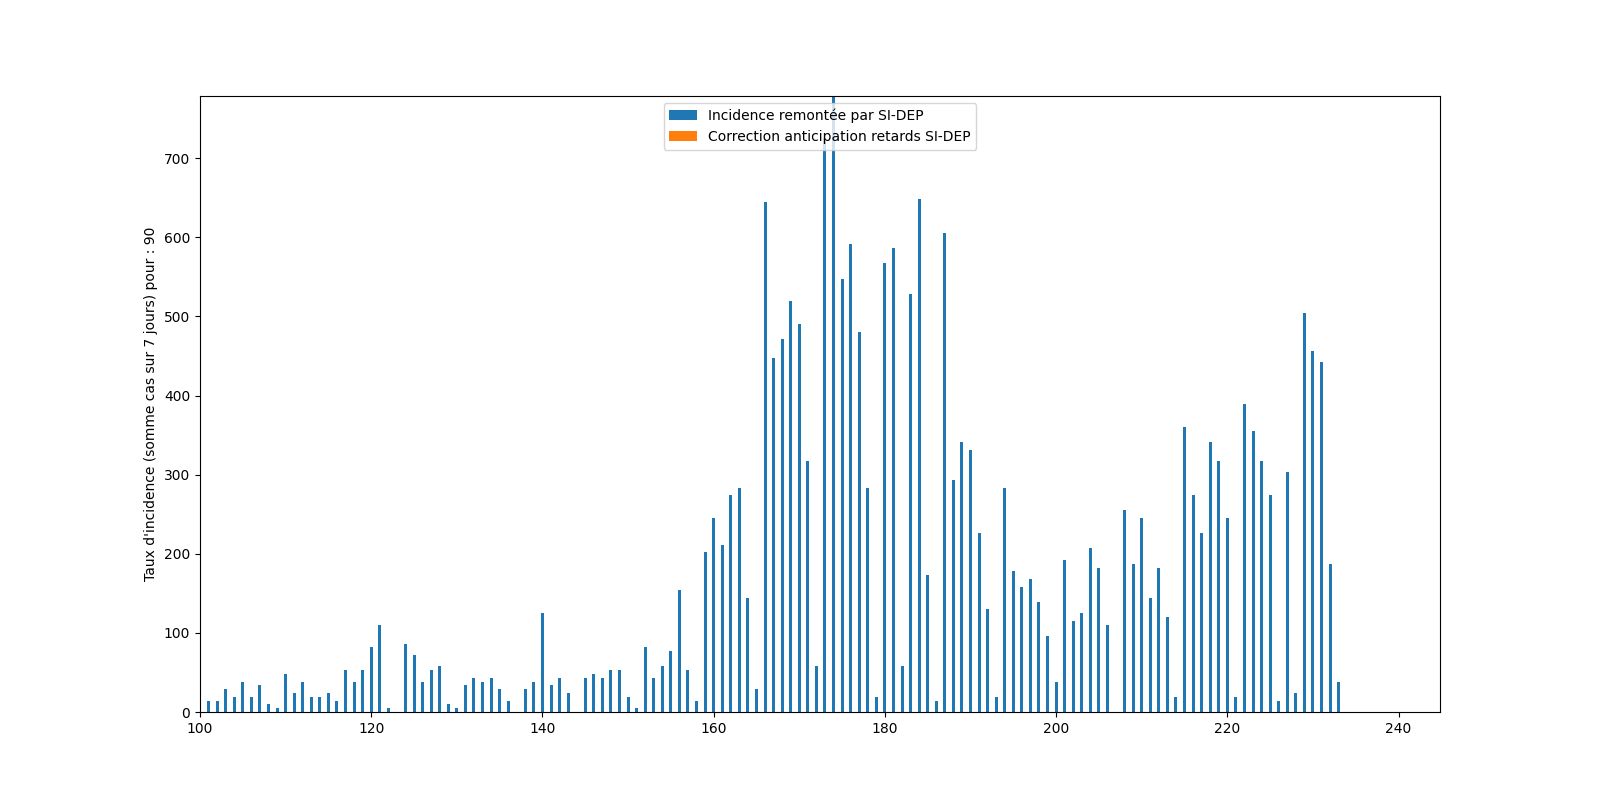 Incidence remontée par SI-DEP
Correction anticipation retards SI-DEP
Taux d'incidence (somme cas sur 7 jours) pour : 90
700
600
500
400
300
200
100
0
100 120 140 160 180 200 220 240